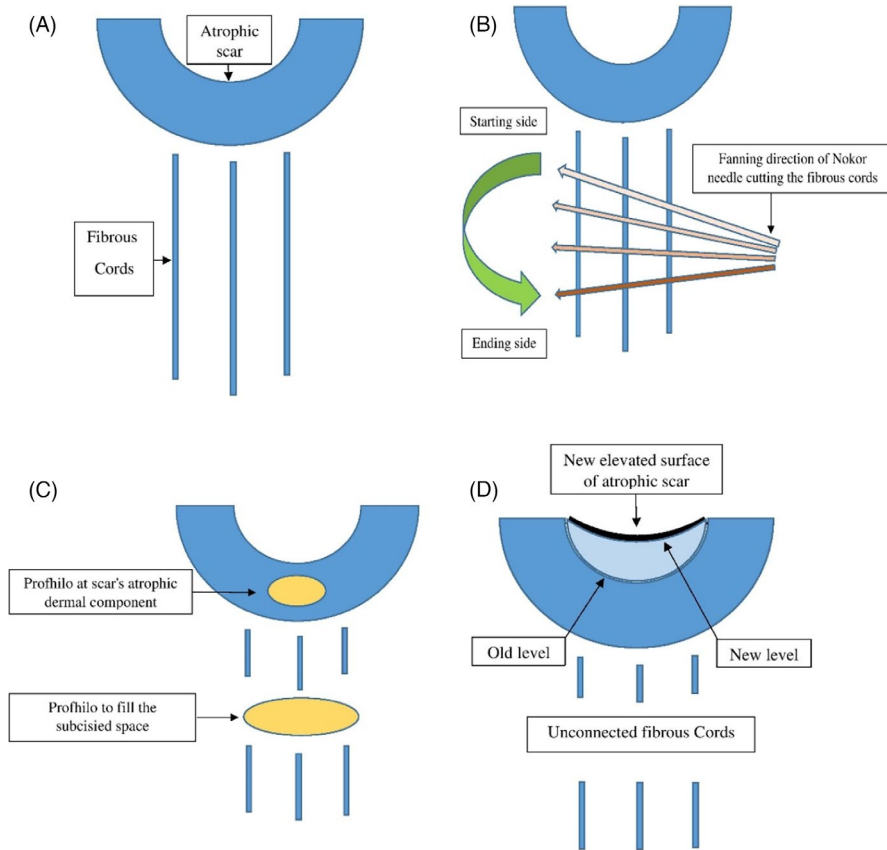 (A)
Atrophic
scar
Fibrous
Cords
(B)
Starting side
Fanning direction of Nokor
needle cutting the fibrous cords
Ending side
(C)
Profhilo at scar's atrophic
dermal component
Profhilo to fill the
subcisied space
(D)
New elevated surface
of atrophic scar
Old level
New level
Unconnected fibrous Cords